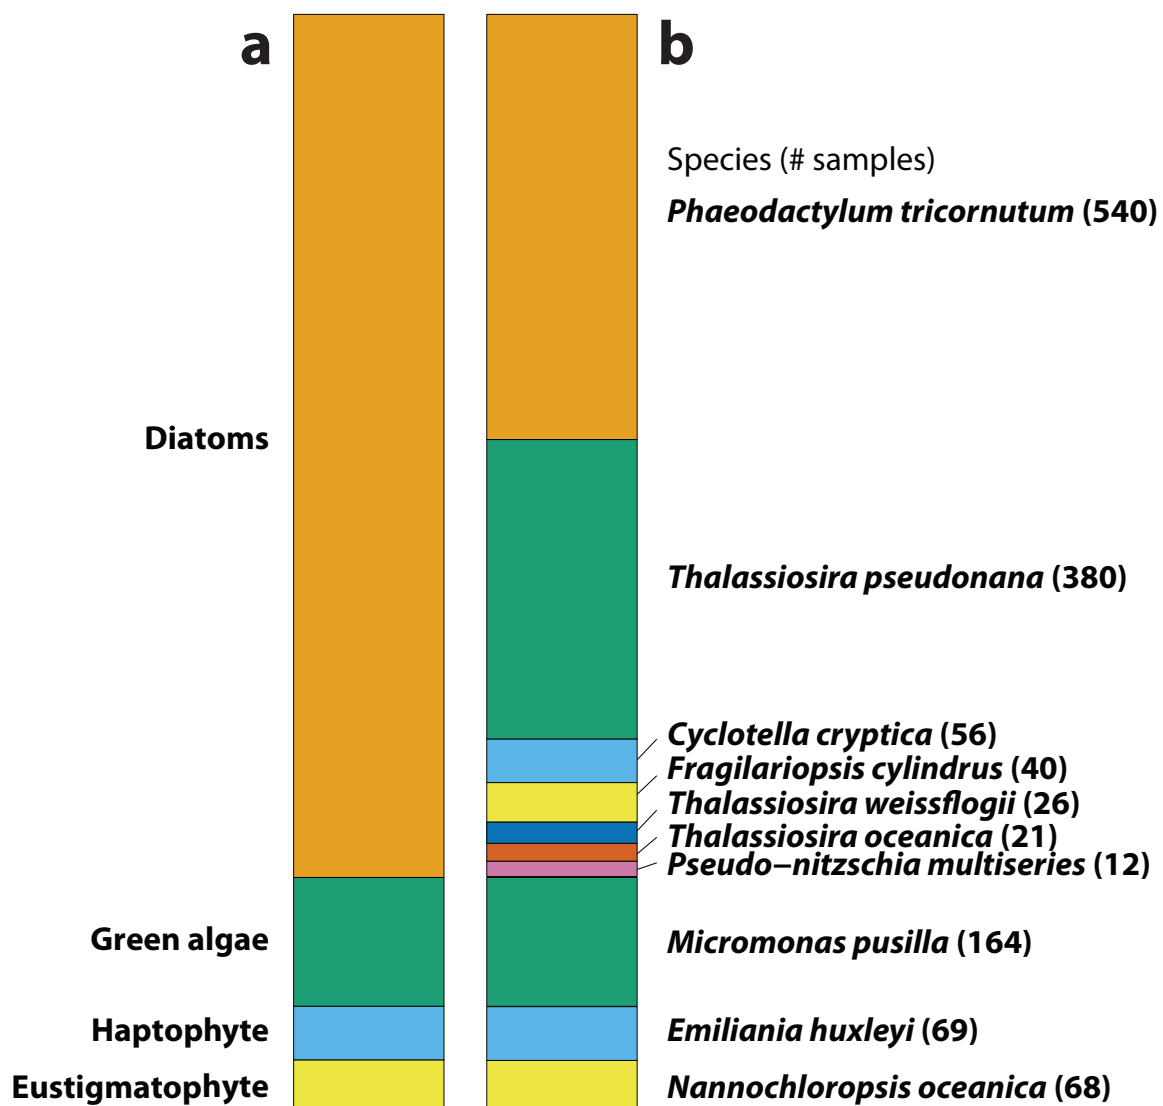 a
b
Species (# samples)
Phaeodactylum tricornutum (540)
Diatoms
Thalassiosira pseudonana (380)
Cyclotella cryptica (56)
Fragilariopsis cylindrus (40)
Thalassiosira weissflogii (26)
Thalassiosira oceanica (21)
Pseudo−nitzschia multiseries (12)
Green algae
Micromonas pusilla (164)
Haptophyte
Emiliania huxleyi (69)
Eustigmatophyte
Nannochloropsis oceanica (68)